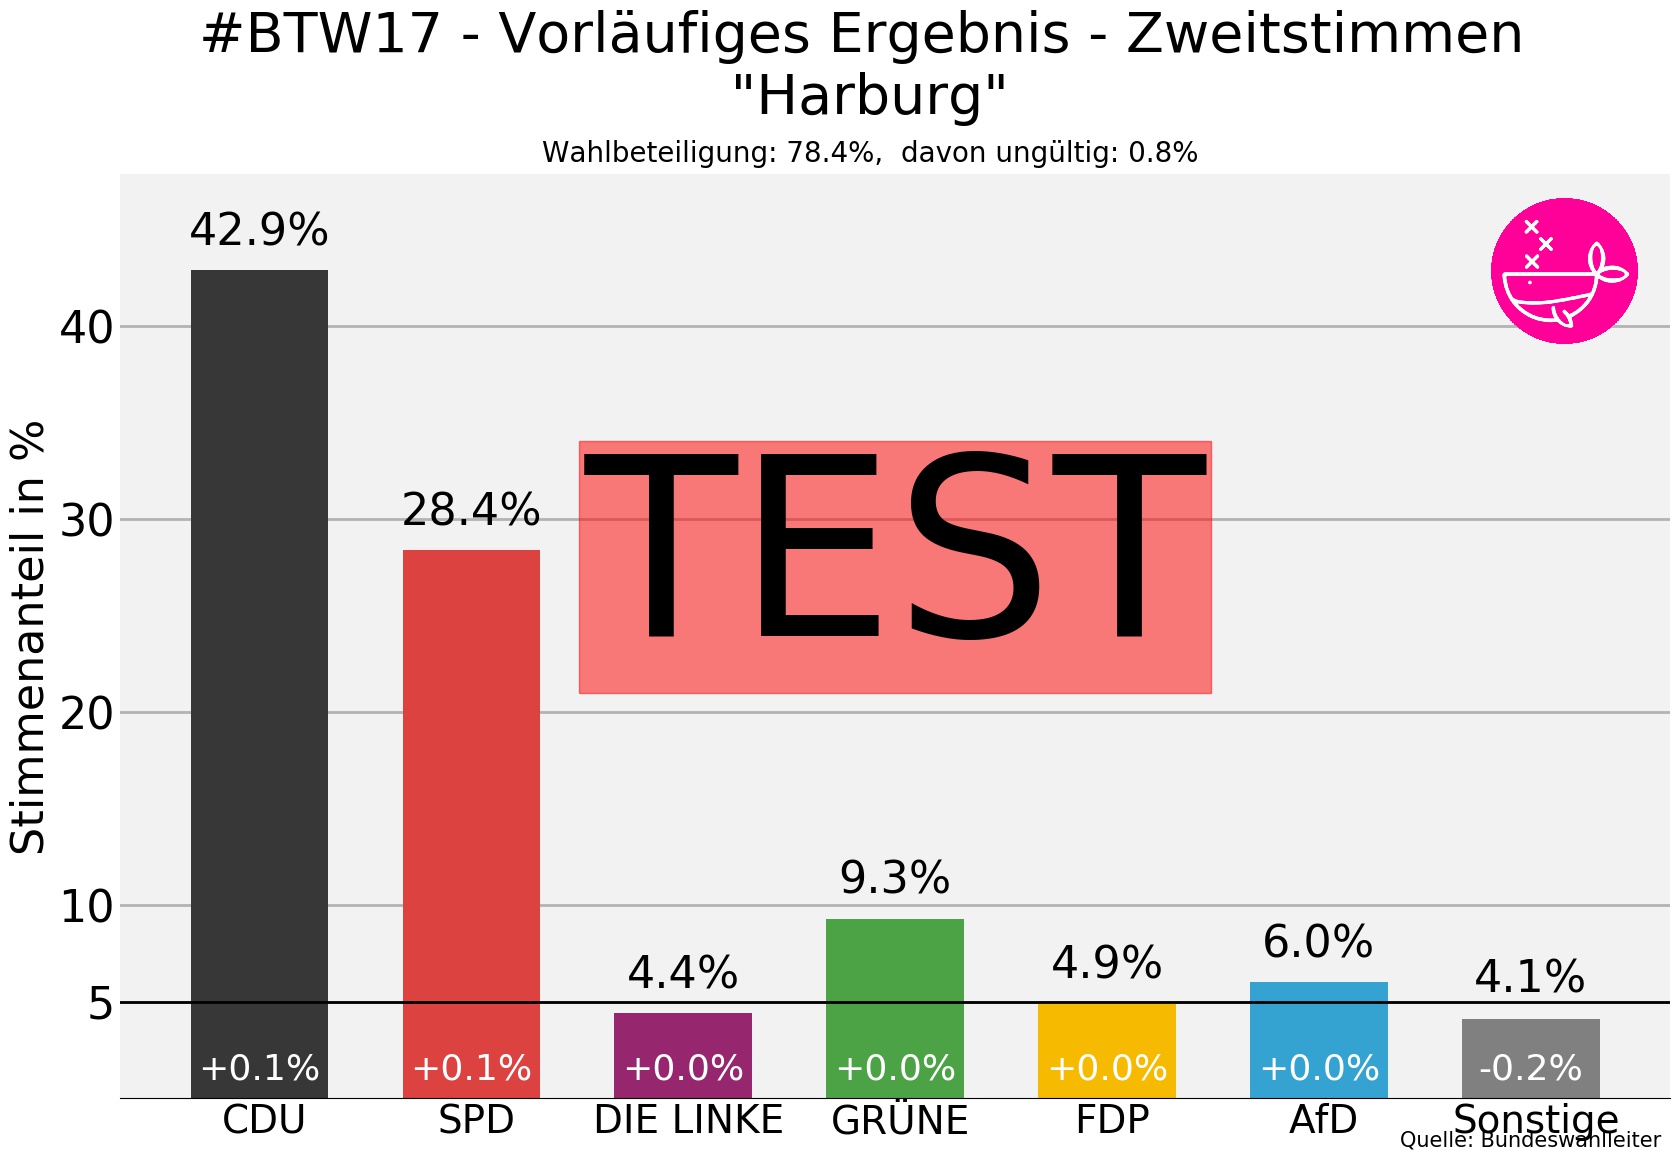 #BTW17 - Vorläufiges Ergebnis - Zweitstimmen
"Harburg"
Wahlbeteiligung: 78.4%,  davon ungültig: 0.8%
Stimmenanteil in %
40
30
20
10
5
42.9%
28.4%
4.4%
9.3%
4.9%
6.0%
4.1%
TEST
+0.1%
+0.1%
+0.0%
+0.0%
+0.0%
+0.0%
-0.2%
CDU
SPD
DIE LINKE
GRÜNE
FDP
AfD
Sonstige
Quelle: Bundeswahlleiter